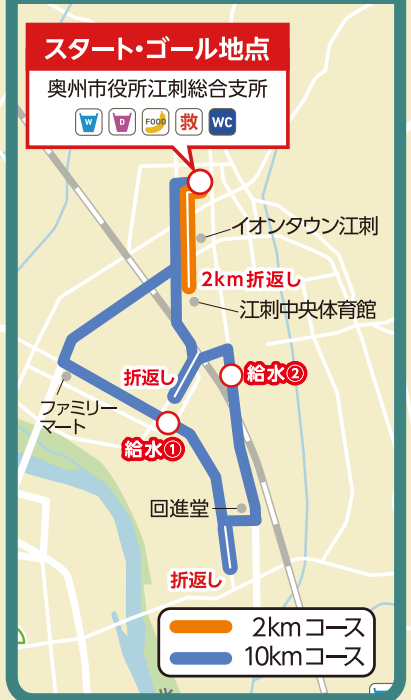 スタート・ゴール地点
奥州市役所江刺総合支所
W D FOOD 救 WC
イオンタウン江刺
2km折返し
江刺中央体育館
折返し
給水②
ファミリー
マート
給水①
回進堂
折返し
2kmコース
10kmコース